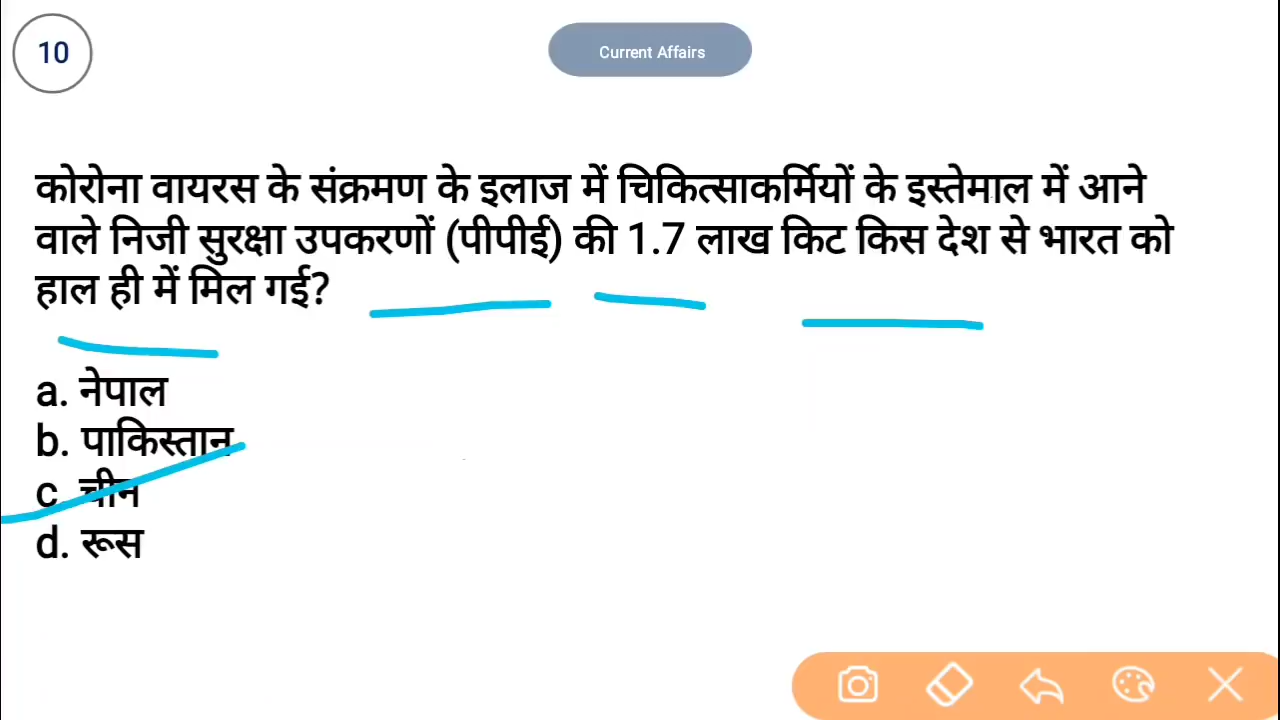 10
Current Affairs
कोरोना वायरस के संक्रमण के इलाज में चिकित्साकर्मियों के इस्तेमाल में आने
वाले निजी सुरक्षा उपकरणों (पीपीई) की 1.7 लाख किट किस देश से भारत को
हाल ही में मिल गई?
a. नेपाल
b. पाकिस्तान
c. चीन
d. रूस